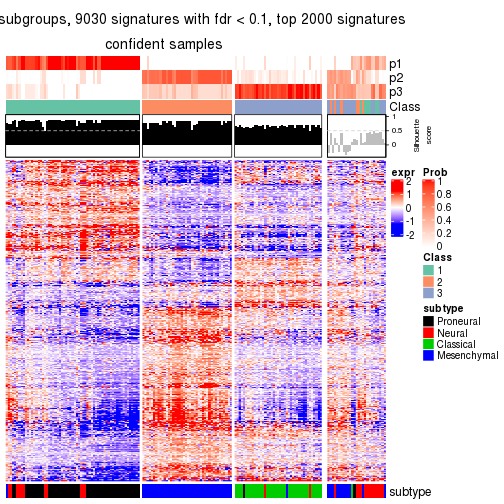 subgroups, 9030 signatures with fdr < 0.1, top 2000 signatures
confident samples
p1
p2
p3
Class
1
0.5
0
Silhouette
score
expr
2
1
0
-1
-2
Prob
1
0.8
0.6
0.4
0.2
0
Class
1
2
3
subtype
Proneural
Neural
Classical
Mesenchymal
subtype